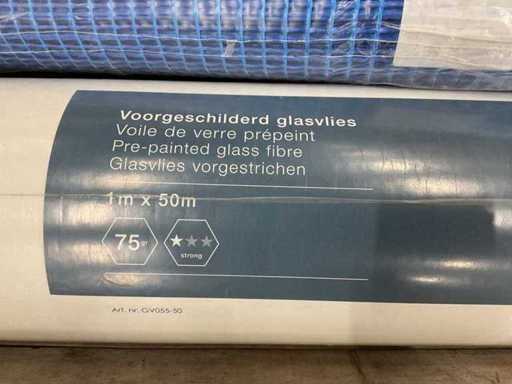 Voorgeschilderd glasvlies
Voile de verre prépeint
Pre-painted glass fibre
Glasvlies vorgestrichen
1m x 50m
75gr
strong
Art. nr. GV055-50